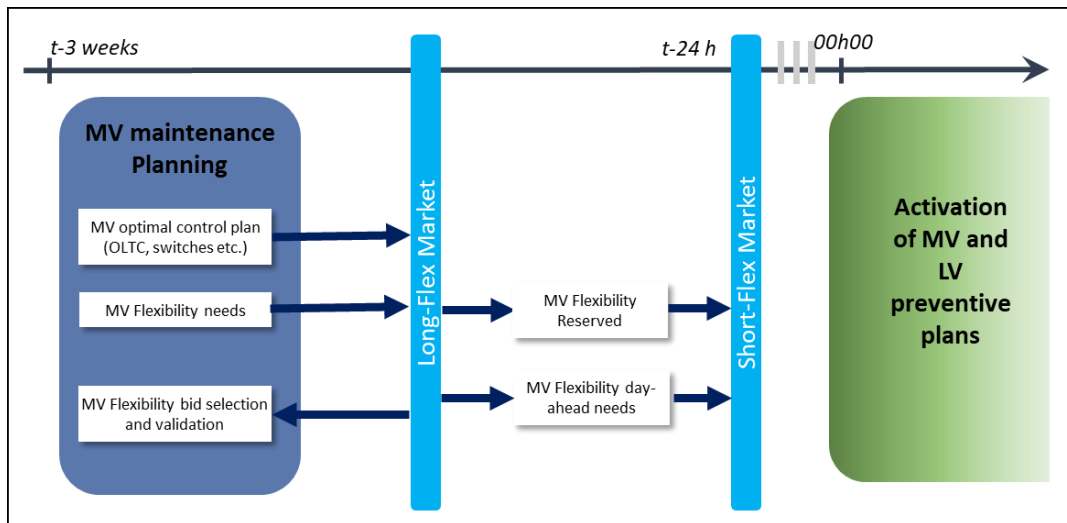 t-3 weeks
t-24 h
00h00
MV maintenance
Planning
MV optimal control plan
(OLTC, switches etc.)
MV Flexibility needs
MV Flexibility bid selection
and validation
Long-Flex Market
MV Flexibility
Reserved
MV Flexibility day-
ahead needs
Short-Flex Market
Activation
of MV and
LV
preventive
plans